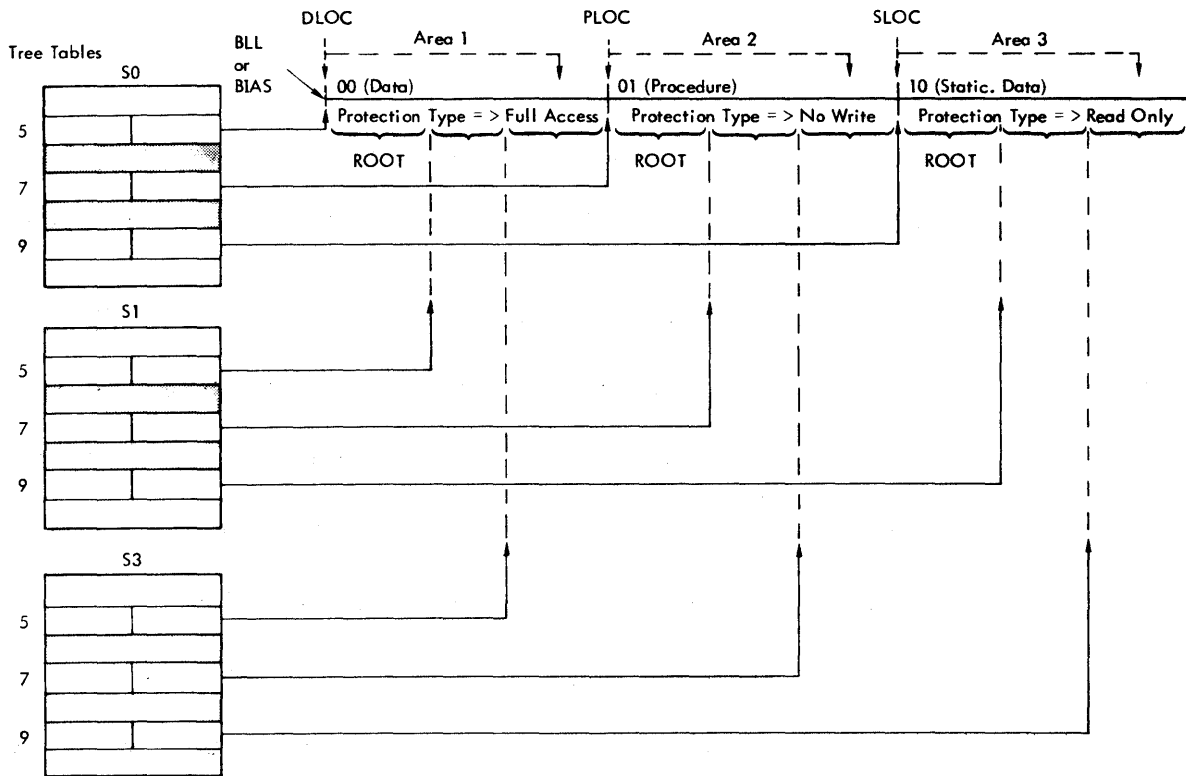 DLOC PLOC SLOC
Area 1 Area 2 Area 3
Tree Tables
BLL
or
BIAS
S0
00 (Data) 01 (Procedure) 10 (Static. Data)
Protection Type = > Full Access Protection Type = > No Write Protection Type = > Read Only
5
ROOT ROOT ROOT
7
9
S1
5
7
9
S3
5
7
9